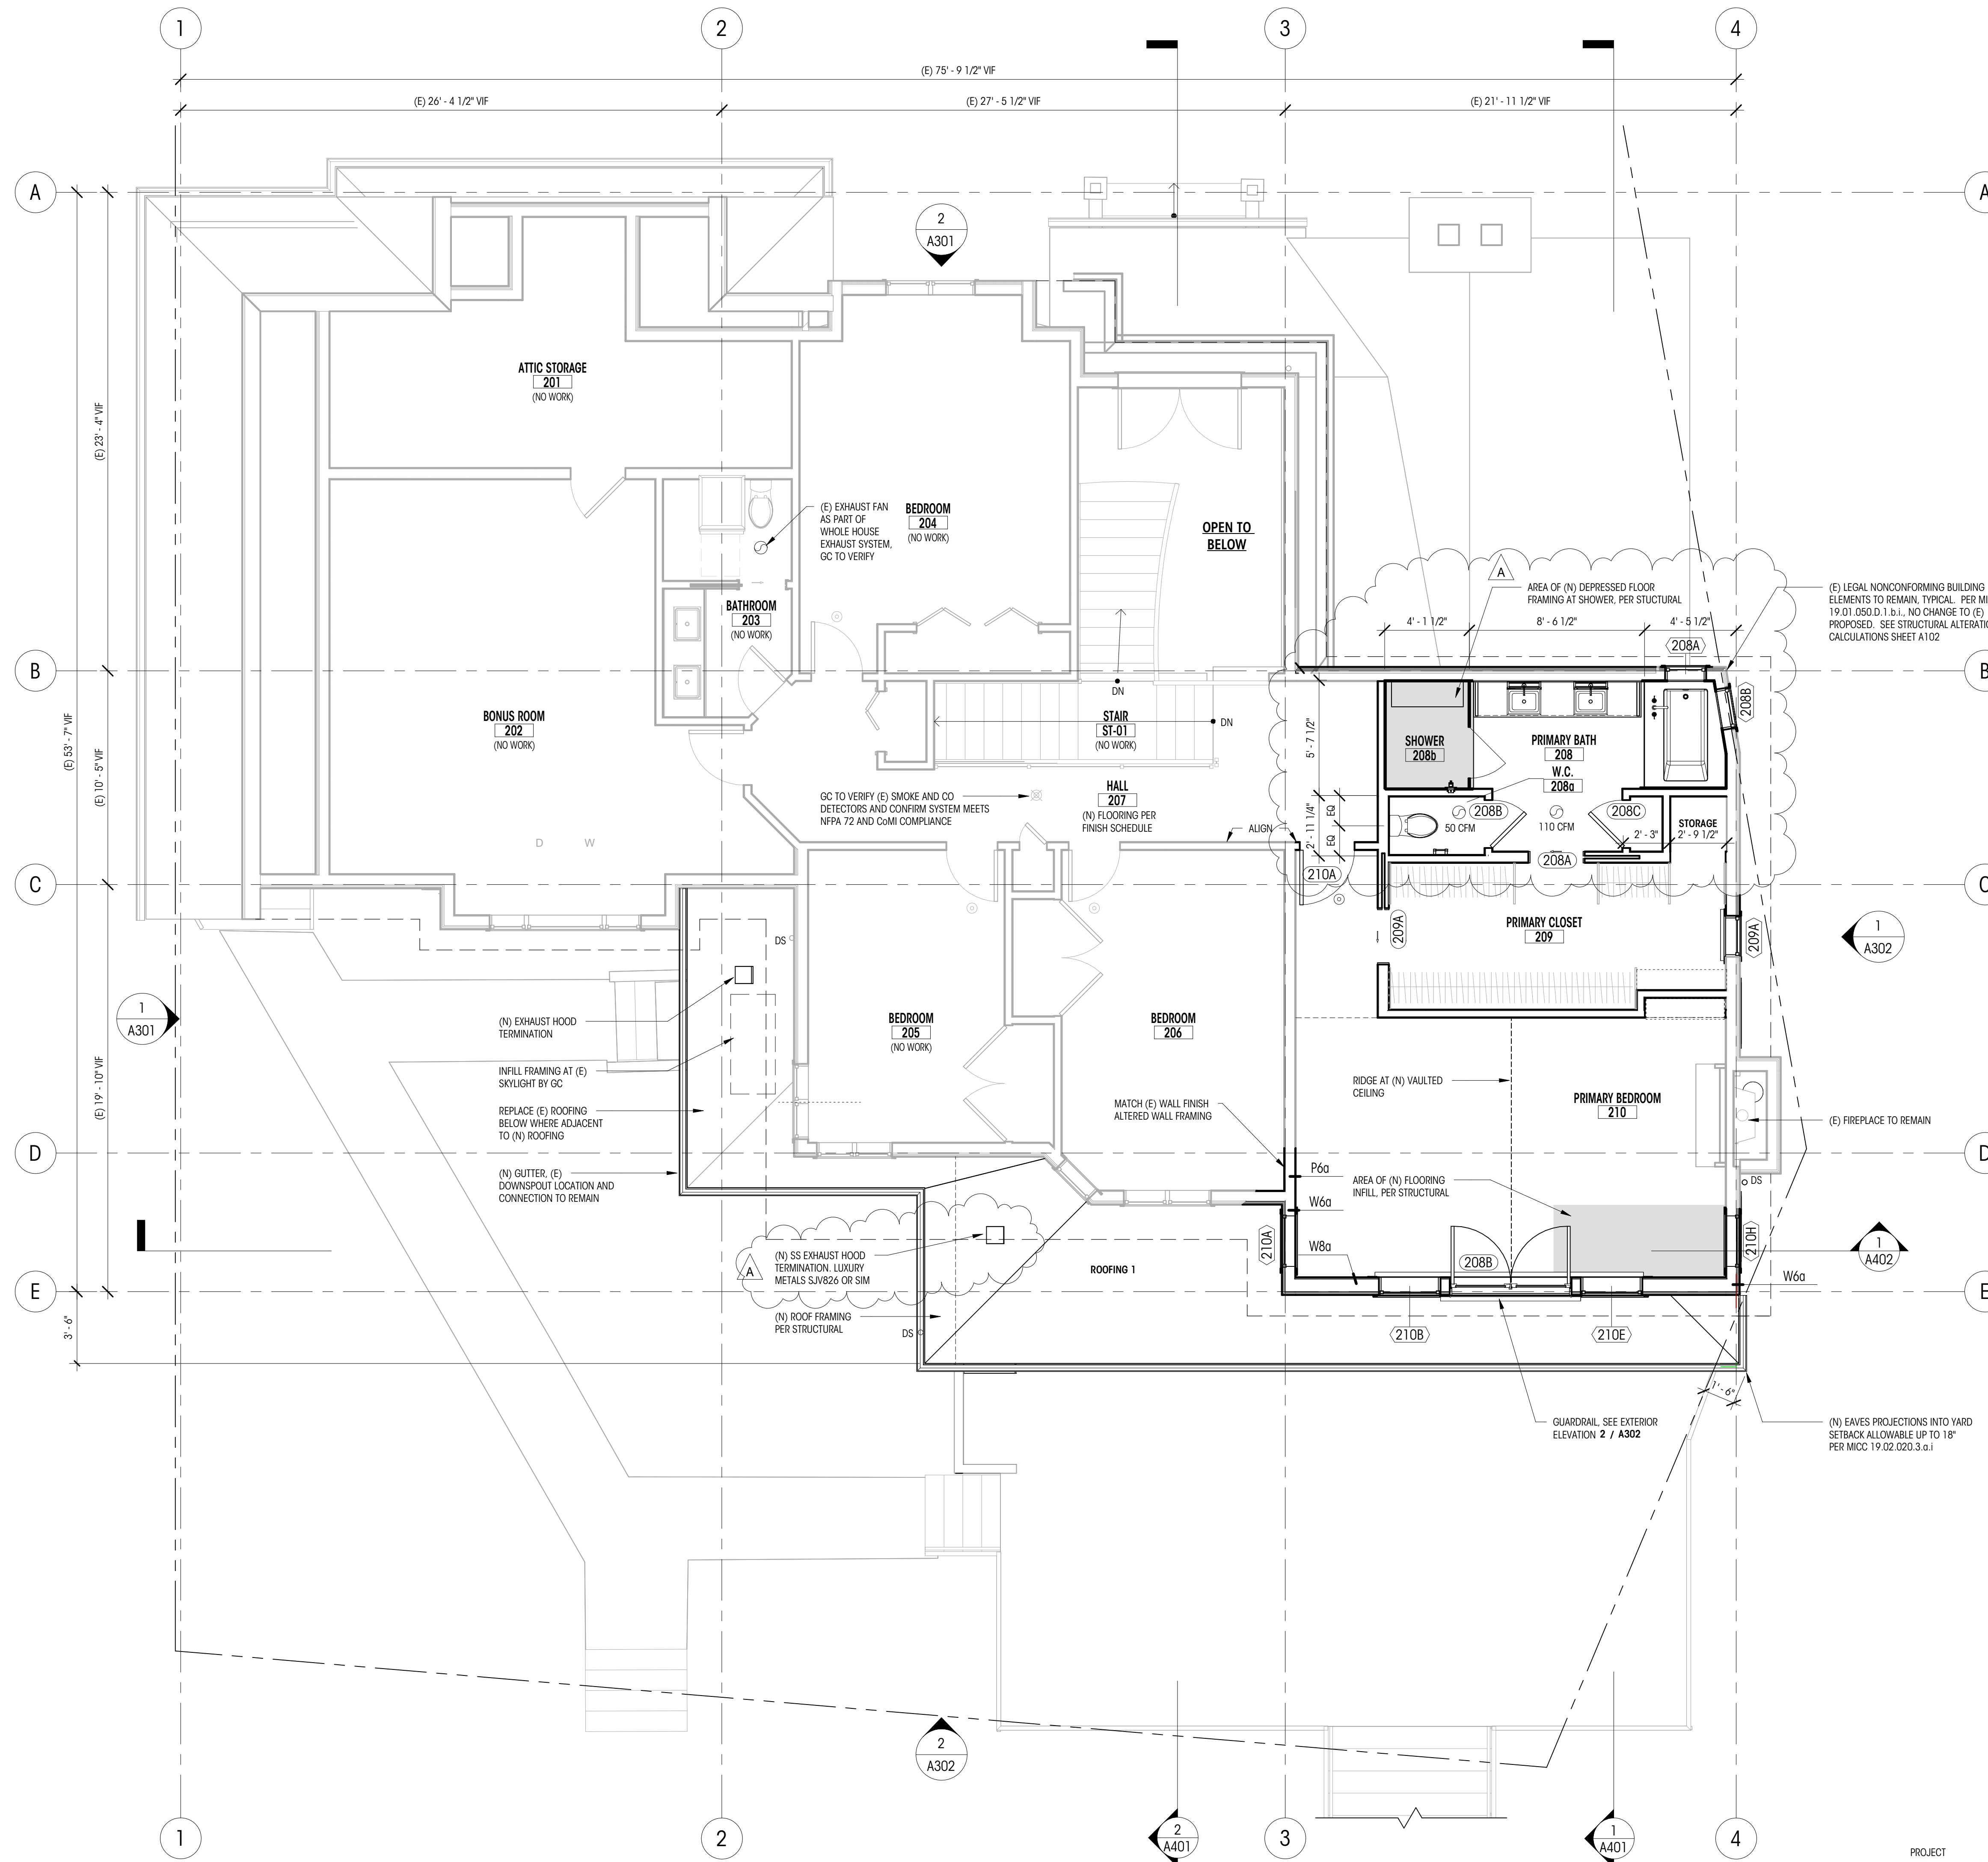 1
2
3
4
(E) 75' - 9 1/2" VIF
(E) 26' - 4 1/2" VIF
(E) 27' - 5 1/2" VIF
(E) 21' - 11 1/2" VIF
A
A
2
A301
(E) 23' - 4" VIF
(E) 53' - 7" VIF
(E) 10' - 5" VIF
(E) 19' - 10" VIF
3' - 6"
ATTIC STORAGE
201
(NO WORK)
(E) EXHAUST FAN
AS PART OF
WHOLE HOUSE
EXHAUST SYSTEM,
GC TO VERIFY
BEDROOM
204
(NO WORK)
OPEN TO
BELOW
A
AREA OF (N) DEPRESSED FLOOR
FRAMING AT SHOWER, PER STUCTURAL
(E) LEGAL NONCONFORMING BUILDING
ELEMENTS TO REMAIN, TYPICAL. PER MI
19.01.050.D.1.b.i., NO CHANGE TO (E)
PROPOSED. SEE STRUCTURAL ALTERATIO
CALCULATIONS SHEET A102
4' - 1 1/2"
8' - 6 1/2"
4' - 5 1/2"
208A
208B
BATHROOM
203
(NO WORK)
B
B
DN
STAIR
ST-01
(NO WORK)
DN
BONUS ROOM
202
(NO WORK)
5' - 7 1/2"
SHOWER
208b
PRIMARY BATH
208
W.C.
208a
HALL
207
(N) FLOORING PER
FINISH SCHEDULE
GC TO VERIFY (E) SMOKE AND CO
DETECTORS AND CONFIRM SYSTEM MEETS
NFPA 72 AND CoMI COMPLIANCE
2' - 11 1/4"
EQ
EQ
50 CFM
208B
110 CFM
208C
STORAGE
2' - 3"
2' - 9 1/2"
ALIGN
D
W
208A
210A
C
C
209A
PRIMARY CLOSET
209
209A
1
A302
DS
1
A301
(N) EXHAUST HOOD
TERMINATION
BEDROOM
205
(NO WORK)
BEDROOM
206
INFILL FRAMING AT (E)
SKYLIGHT BY GC
RIDGE AT (N) VAULTED
CEILING
PRIMARY BEDROOM
210
(E) FIREPLACE TO REMAIN
REPLACE (E) ROOFING
BELOW WHERE ADJACENT
TO (N) ROOFING
MATCH (E) WALL FINISH
ALTERED WALL FRAMING
D
D
(N) GUTTER, (E)
DOWNSPOUT LOCATION AND
CONNECTION TO REMAIN
P6a
AREA OF (N) FLOORING
INFILL, PER STRUCTURAL
DS
W6a
210A
W8a
208B
210H
1
A402
W6a
A
(N) SS EXHAUST HOOD
TERMINATION. LUXURY
METALS SJV826 OR SIM
ROOFING 1
E
E
(N) ROOF FRAMING
PER STRUCTURAL
DS
210B
210E
1' - 6"
GUARDRAIL, SEE EXTERIOR
ELEVATION 2 / A302
(N) EAVES PROJECTIONS INTO YARD
SETBACK ALLOWABLE UP TO 18"
PER MICC 19.02.020.3.a.i
2
A302
1
2
2
A401
3
1
A401
4
PROJECT